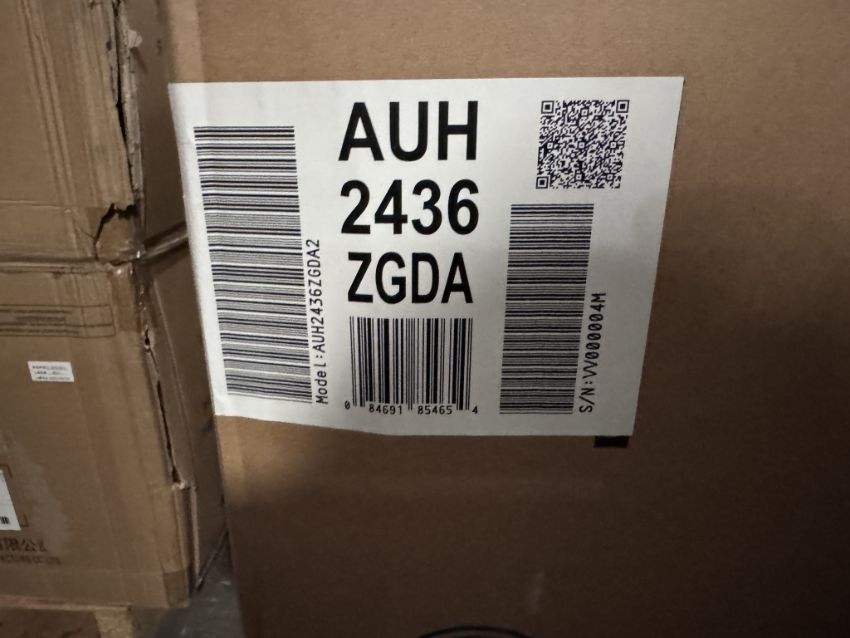 AUH
2436
ZGDA
Model:AUH2436ZGDA2
0 84691 85465 4
S/N:VV000004M